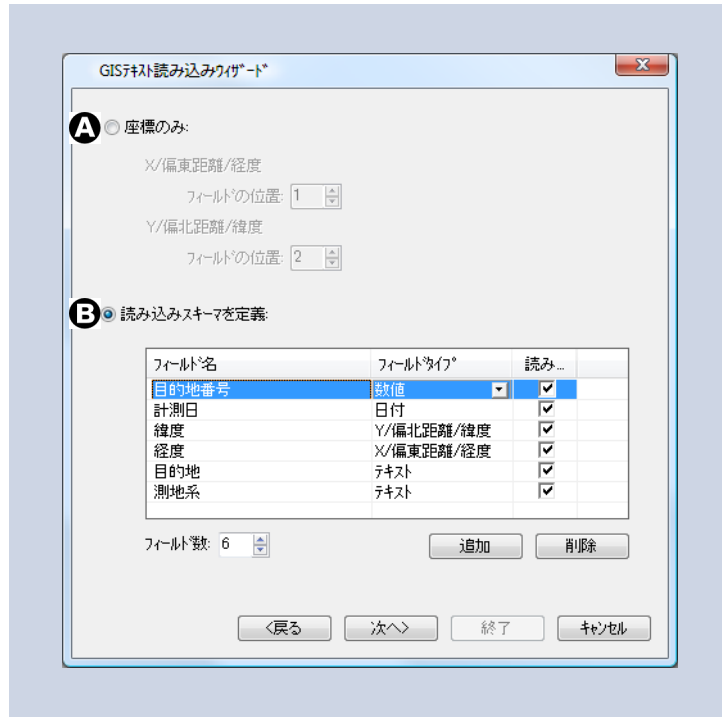 GISﾃｷｽﾄ読み込みｳｨｻﾞｰﾄﾞ
A 座標のみ:
X/偏東距離/経度
ﾌｨｰﾙﾄﾞの位置: 1
Y/偏北距離/緯度
ﾌｨｰﾙﾄﾞの位置: 2
B 読み込みｽｷｰﾏを定義:
ﾌｨｰﾙﾄﾞ名 ﾌｨｰﾙﾄﾞﾀｲﾌﾟ 読み...
目的地番号 数値
計測日 日付
緯度 Y/偏北距離/緯度
経度 X/偏東距離/経度
目的地 ﾃｷｽﾄ
測地系 ﾃｷｽﾄ
ﾌｨｰﾙﾄﾞ数: 6 追加 削除
<戻る 次へ> 終了 ｷｬﾝｾﾙ